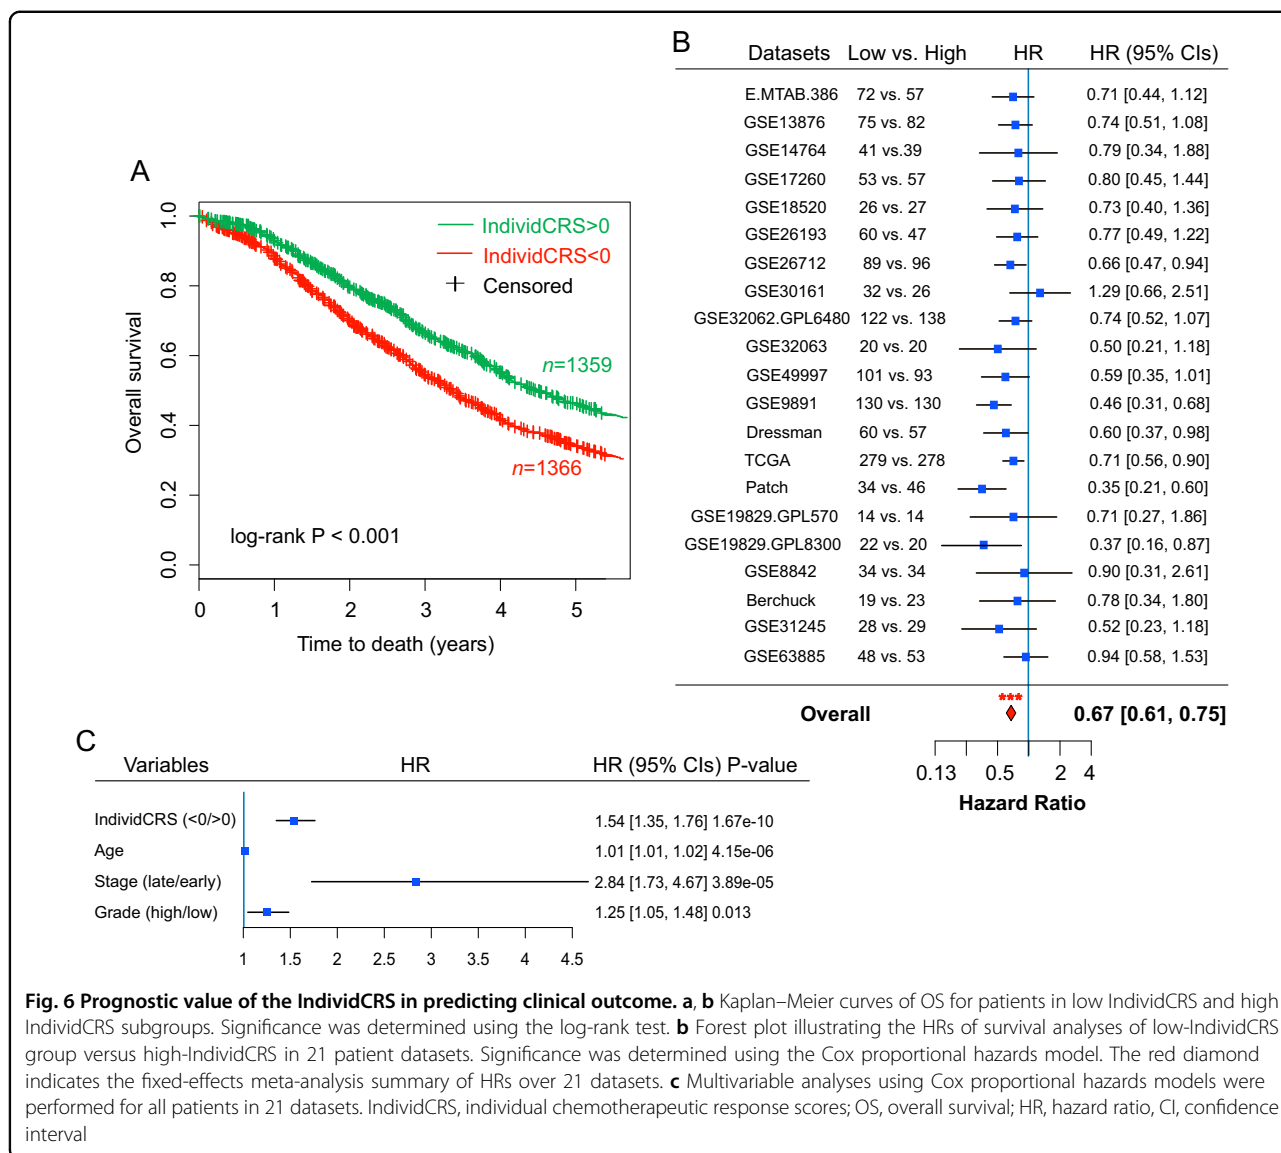 A
1.0
0.8
0.6
0.4
0.2
0.0
Overall survival
IndividCRS>0
IndividCRS<0
Censored
n=1359
n=1366
log-rank P < 0.001
0 1 2 3 4 5
Time to death (years)
B
Datasets Low vs. High HR HR (95% CIs)
E.MTAB.386 72 vs. 57 0.71 [0.44, 1.12]
GSE13876 75 vs. 82 0.74 [0.51, 1.08]
GSE14764 41 vs.39 0.79 [0.34, 1.88]
GSE17260 53 vs. 57 0.80 [0.45, 1.44]
GSE18520 26 vs. 27 0.73 [0.40, 1.36]
GSE26193 60 vs. 47 0.77 [0.49, 1.22]
GSE26712 89 vs. 96 0.66 [0.47, 0.94]
GSE30161 32 vs. 26 1.29 [0.66, 2.51]
GSE32062.GPL6480 122 vs. 138 0.74 [0.52, 1.07]
GSE32063 20 vs. 20 0.50 [0.21, 1.18]
GSE49997 101 vs. 93 0.59 [0.35, 1.01]
GSE9891 130 vs. 130 0.46 [0.31, 0.68]
Dressman 60 vs. 57 0.60 [0.37, 0.98]
TCGA 279 vs. 278 0.71 [0.56, 0.90]
Patch 34 vs. 46 0.35 [0.21, 0.60]
GSE19829.GPL570 14 vs. 14 0.71 [0.27, 1.86]
GSE19829.GPL8300 22 vs. 20 0.37 [0.16, 0.87]
GSE8842 34 vs. 34 0.90 [0.31, 2.61]
Berchuck 19 vs. 23 0.78 [0.34, 1.80]
GSE31245 28 vs. 29 0.52 [0.23, 1.18]
GSE63885 48 vs. 53 0.94 [0.58, 1.53]
***
Overall 0.67 [0.61, 0.75]
0.13 0.5 2 4
Hazard Ratio
C
Variables HR HR (95% CIs) P-value
IndividCRS (<0/>0) 1.54 [1.35, 1.76] 1.67e-10
Age 1.01 [1.01, 1.02] 4.15e-06
Stage (late/early) 2.84 [1.73, 4.67] 3.89e-05
Grade (high/low) 1.25 [1.05, 1.48] 0.013
1 1.5 2 2.5 3 3.5 4 4.5
Fig. 6 Prognostic value of the IndividCRS in predicting clinical outcome. a, b Kaplan–Meier curves of OS for patients in low IndividCRS and high
IndividCRS subgroups. Significance was determined using the log-rank test. b Forest plot illustrating the HRs of survival analyses of low-IndividCRS
group versus high-IndividCRS in 21 patient datasets. Significance was determined using the Cox proportional hazards model. The red diamond
indicates the fixed-effects meta-analysis summary of HRs over 21 datasets. c Multivariable analyses using Cox proportional hazards models were
performed for all patients in 21 datasets. IndividCRS, individual chemotherapeutic response scores; OS, overall survival; HR, hazard ratio, CI, confidence
interval